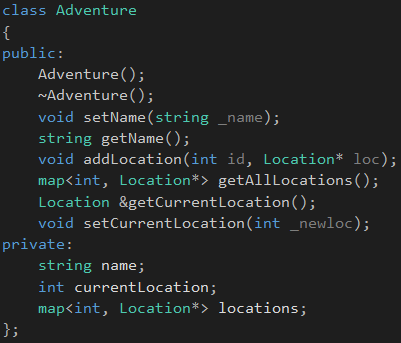 class Adventure
{
public:
    Adventure();
    ~Adventure();
    void setName(string _name);
    string getName();
    void addLocation(int id, Location* loc);
    map<int, Location*> getAllLocations();
    Location &getCurrentLocation();
    void setCurrentLocation(int _newloc);
private:
    string name;
    int currentLocation;
    map<int, Location*> locations;
};